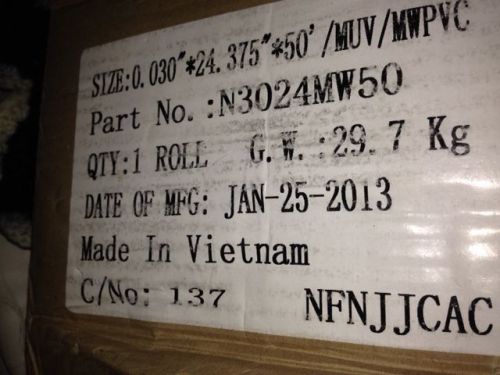 SIZE:0.030"*24.375"*50'/MUV/MWPVC
Part No.:N3024MW50
QTY:1 ROLL G.W.:29.7 Kg
DATE OF MFG: JAN-25-2013
Made In Vietnam
C/No: 137 NFNJJCAC